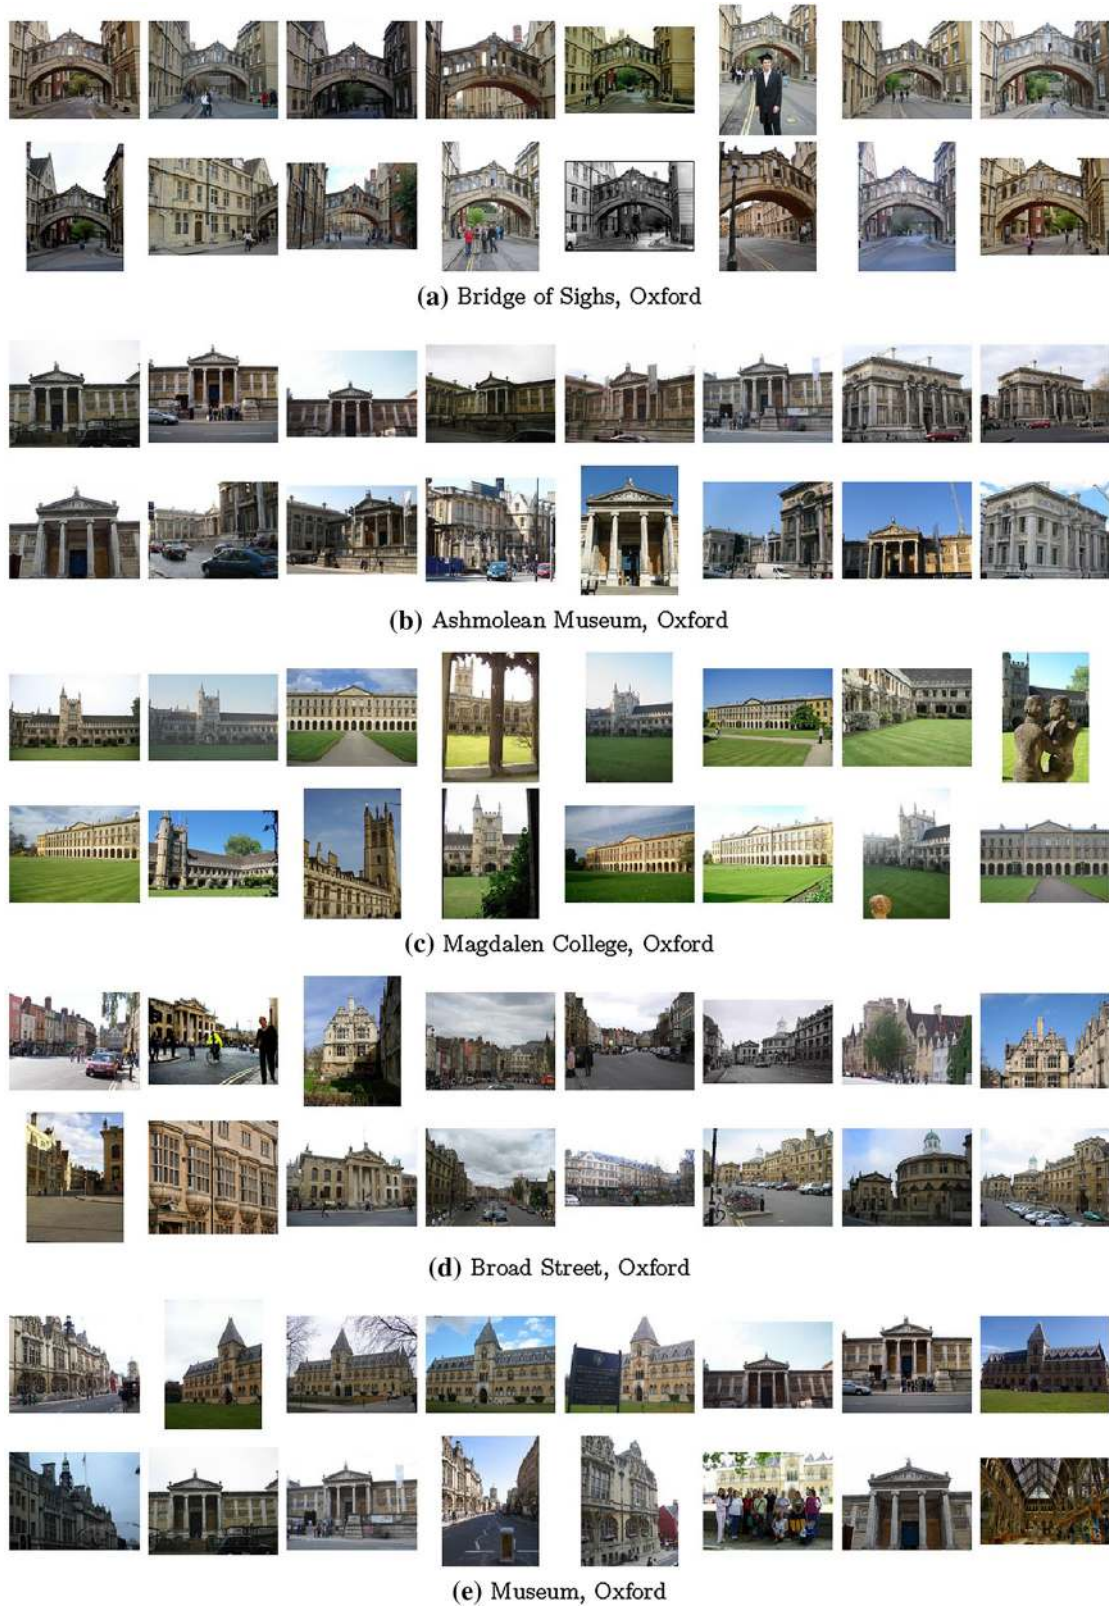 (a) Bridge of Sighs, Oxford
(b) Ashmolean Museum, Oxford
(c) Magdalen College, Oxford
(d) Broad Street, Oxford
(e) Museum, Oxford